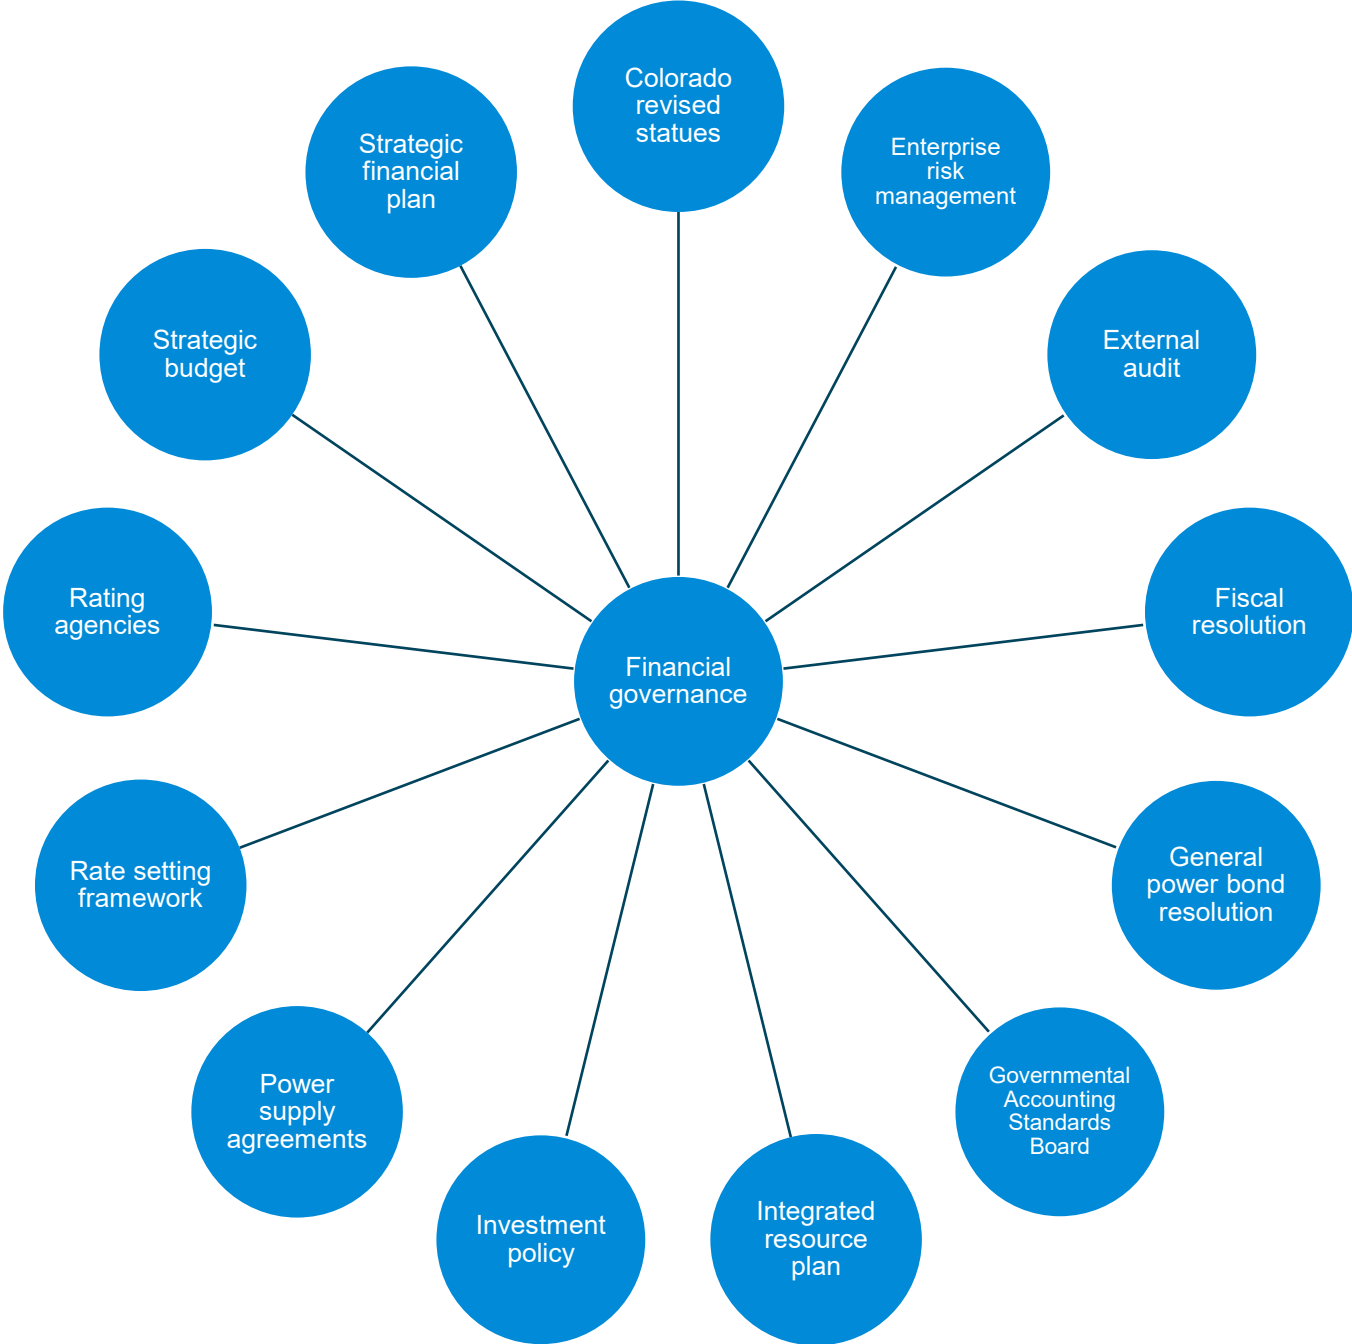 Colorado
revised
statues
Enterprise
risk
management
External
audit
Fiscal
resolution
General
power bond
resolution
Governmental
Accounting
Standards
Board
Integrated
resource
plan
Investment
policy
Power
supply
agreements
Rate setting
framework
Rating
agencies
Strategic
budget
Strategic
financial
plan
Financial
governance